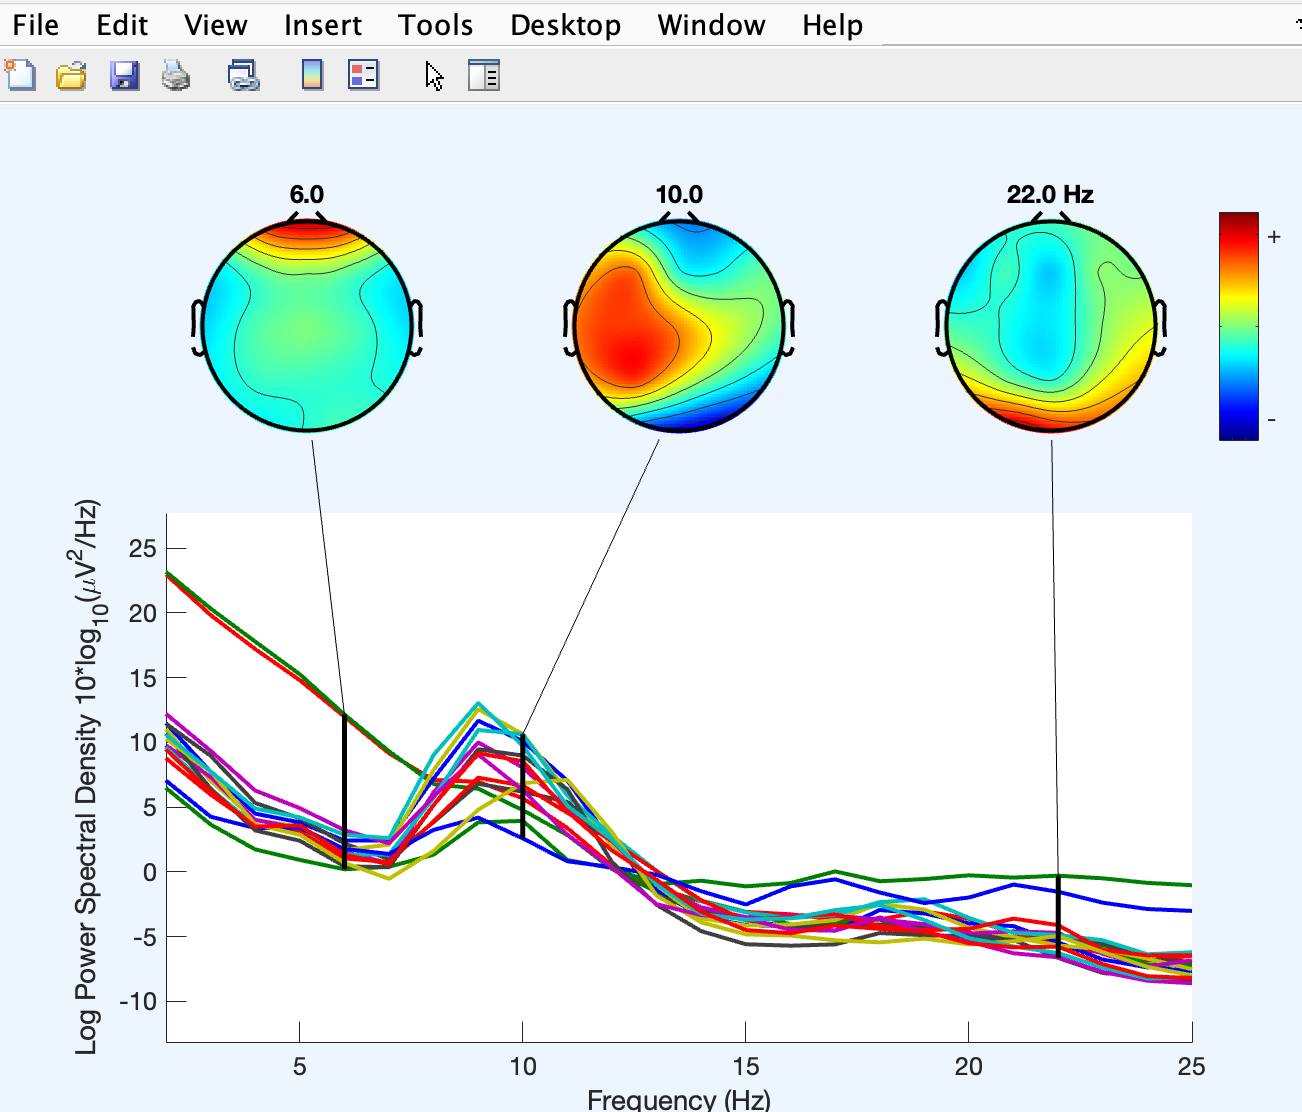 File Edit View Insert Tools Desktop Window Help
6.0 10.0 22.0 Hz
+
-
Log Power Spectral Density 10*log10(μV2/Hz)
25
20
15
10
5
0
-5
-10
5 10 15 20 25
Frequency (Hz)